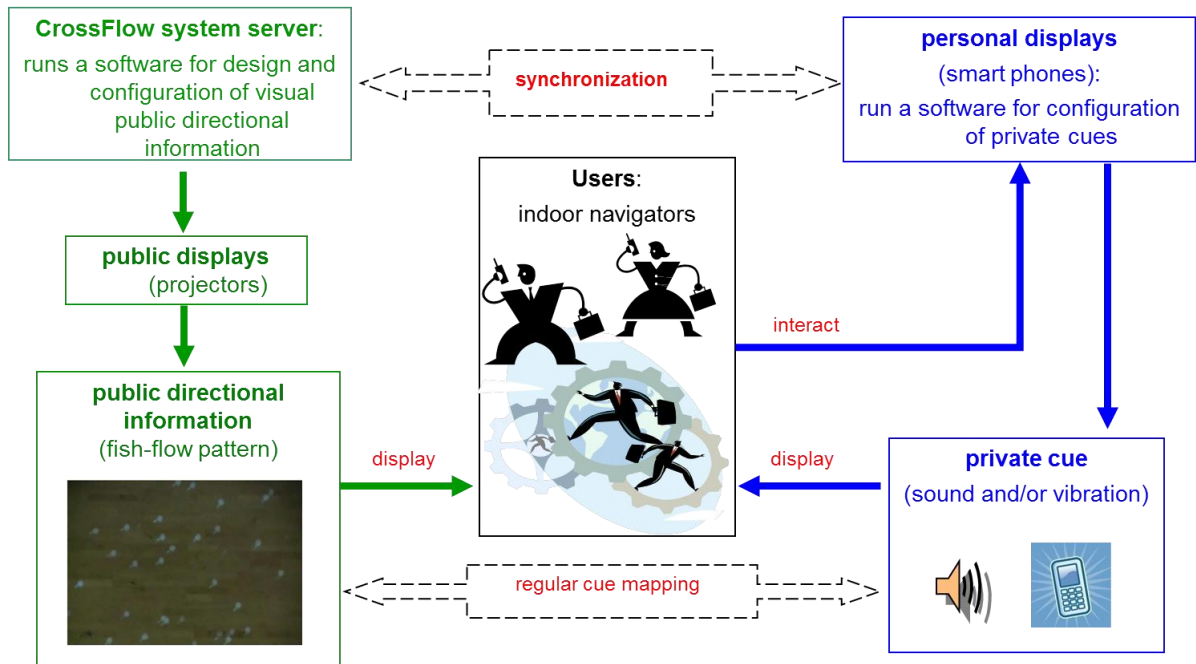 CrossFlow system server:
runs a software for design and
configuration of visual
public directional
information
synchronization
personal displays
(smart phones):
run a software for configuration
of private cues
Users:
indoor navigators
public displays
(projectors)
interact
public directional
information
(fish-flow pattern)
display
display
private cue
(sound and/or vibration)
regular cue mapping